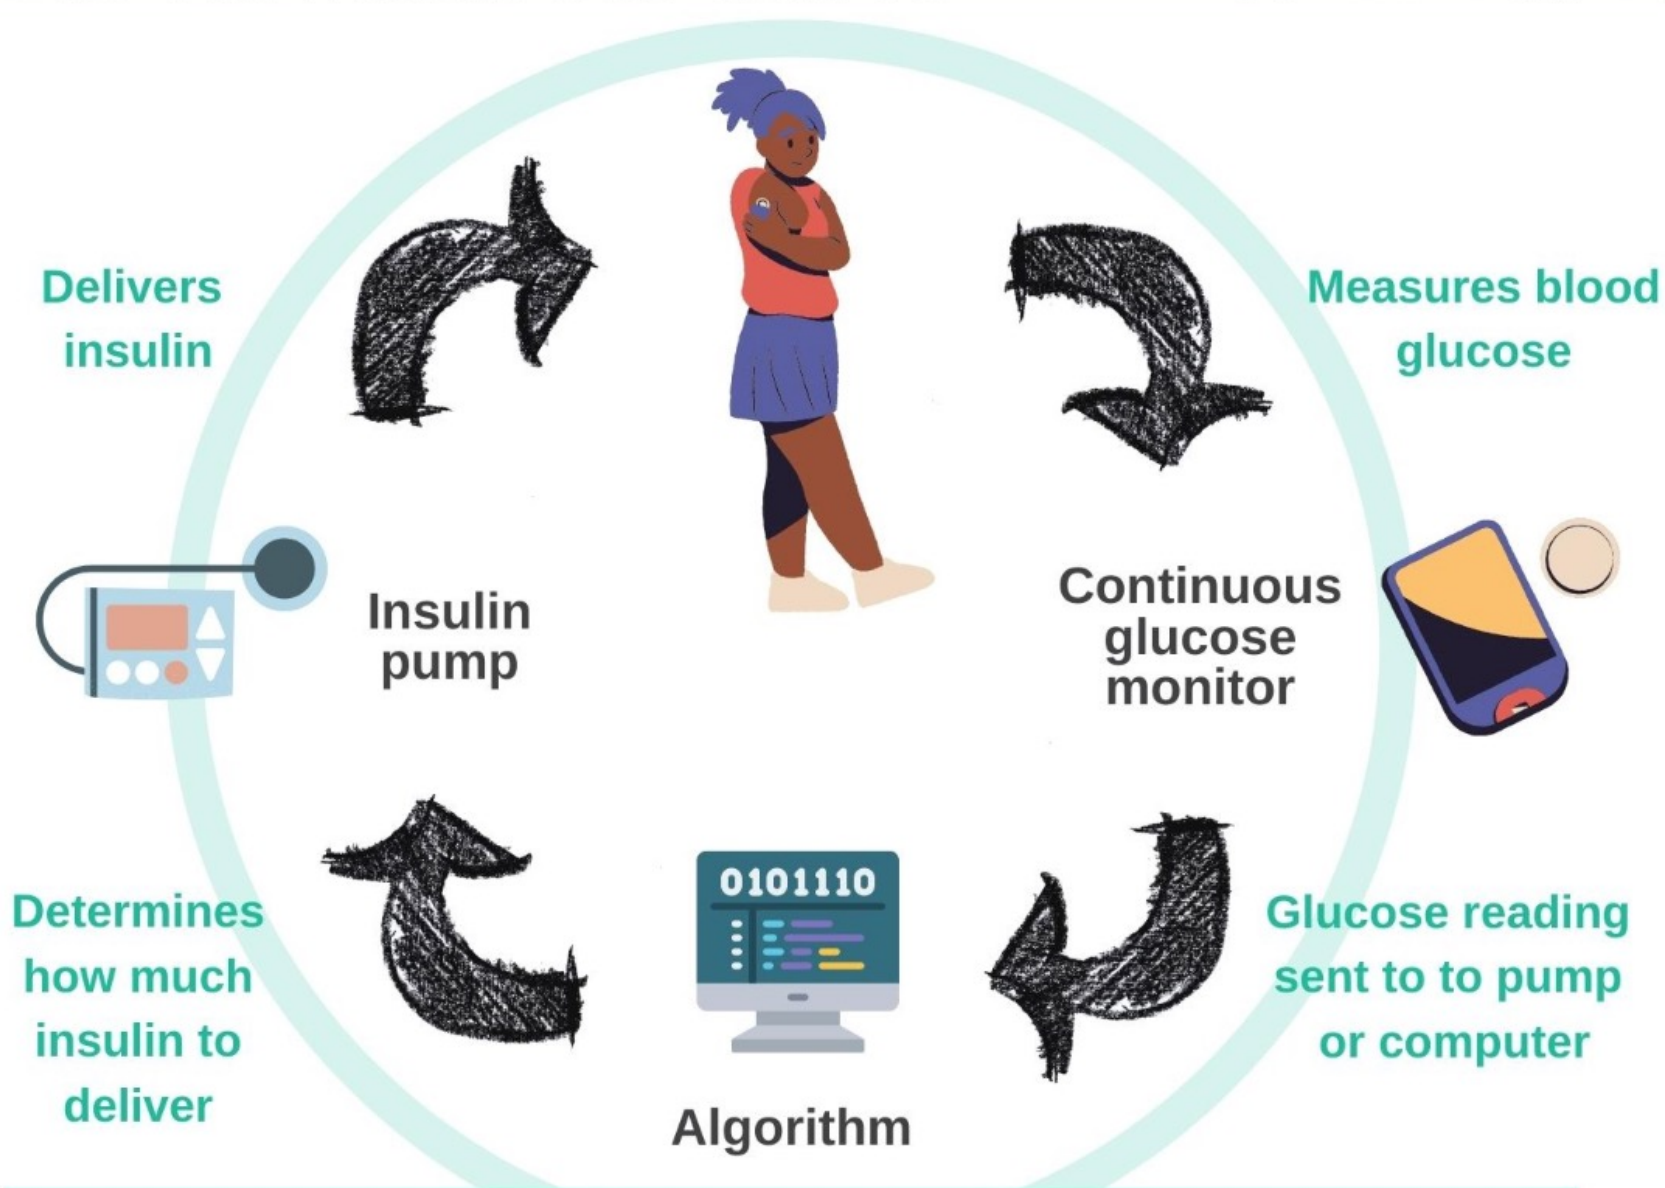 Delivers
insulin
Measures blood
glucose
Insulin
pump
Continuous
glucose
monitor
0101110
Determines
how much
insulin to
deliver
Glucose reading
sent to to pump
or computer
Algorithm